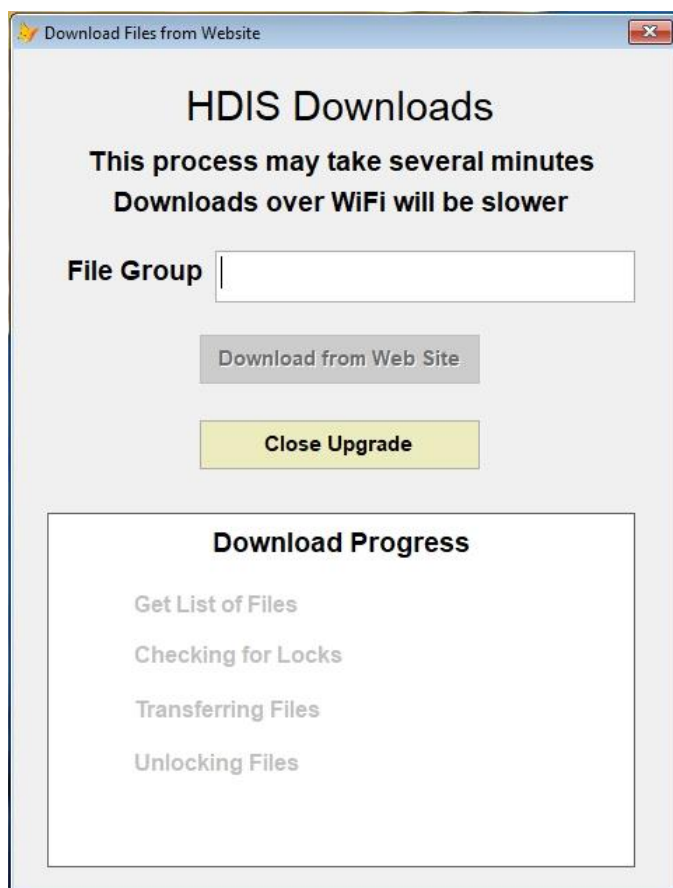 Download Files from Website
HDIS Downloads
This process may take several minutes
Downloads over WiFi will be slower
File Group
Download from Web Site
Close Upgrade
Download Progress
Get List of Files
Checking for Locks
Transferring Files
Unlocking Files